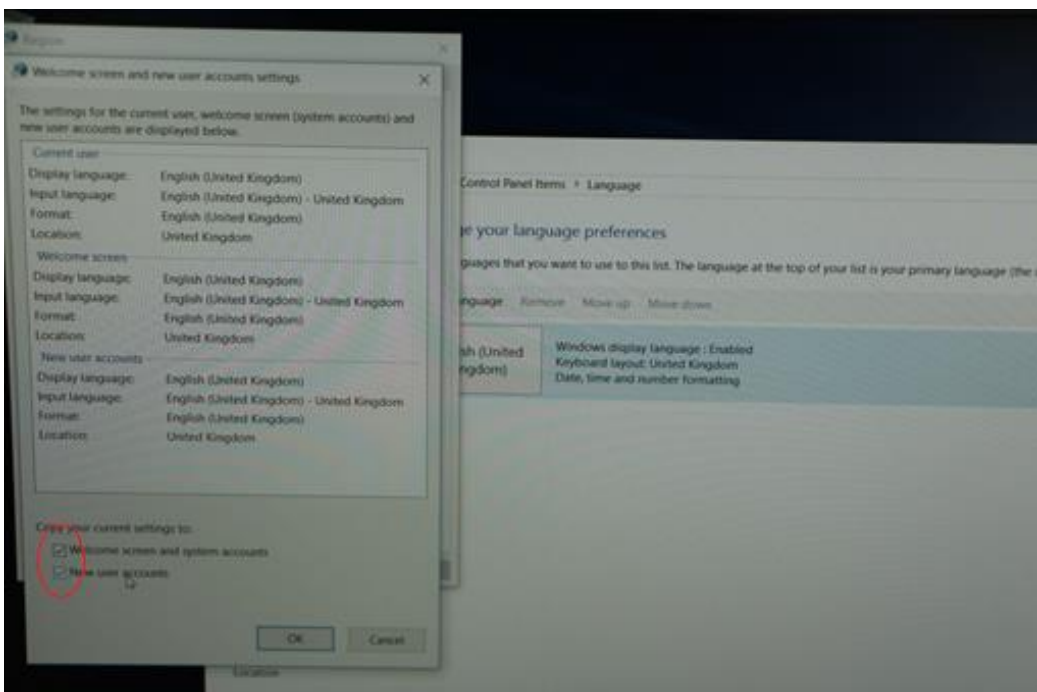 Region
Welcome screen and new user accounts settings
The settings for the current user, welcome screen (system accounts) and
new user accounts are displayed below.
Current user
Display language: English (United Kingdom)
Input language: English (United Kingdom) - United Kingdom
Format: English (United Kingdom)
Location: United Kingdom
Welcome screen
Display language: English (United Kingdom)
Input language: English (United Kingdom) - United Kingdom
Format: English (United Kingdom)
Location: United Kingdom
New user accounts
Display language: English (United Kingdom)
Input language: English (United Kingdom) - United Kingdom
Format: English (United Kingdom)
Location: United Kingdom
Copy your current settings to:
Welcome screen and system accounts
New user accounts
OK Cancel
Control Panel Items Language
e your language preferences
guages that you want to use to this list. The language at the top of your list is your primary language (the
nguage Remove Move up Move down
sh (United
ngdom)
Windows display language : Enabled
Keyboard layout: United Kingdom
Date, time and number formatting
Location